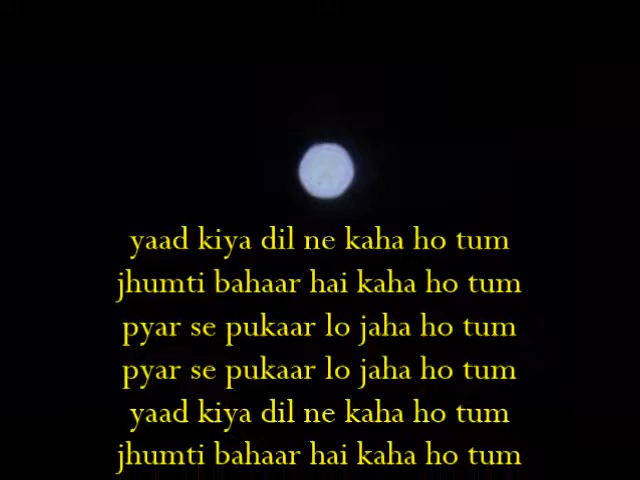 yaad kiya dil ne kaha ho tum
jhumti bahaar hai kaha ho tum
pyar se pukaar lo jaha ho tum
pyar se pukaar lo jaha ho tum
yaad kiya dil ne kaha ho tum
jhumti bahaar hai kaha ho tum